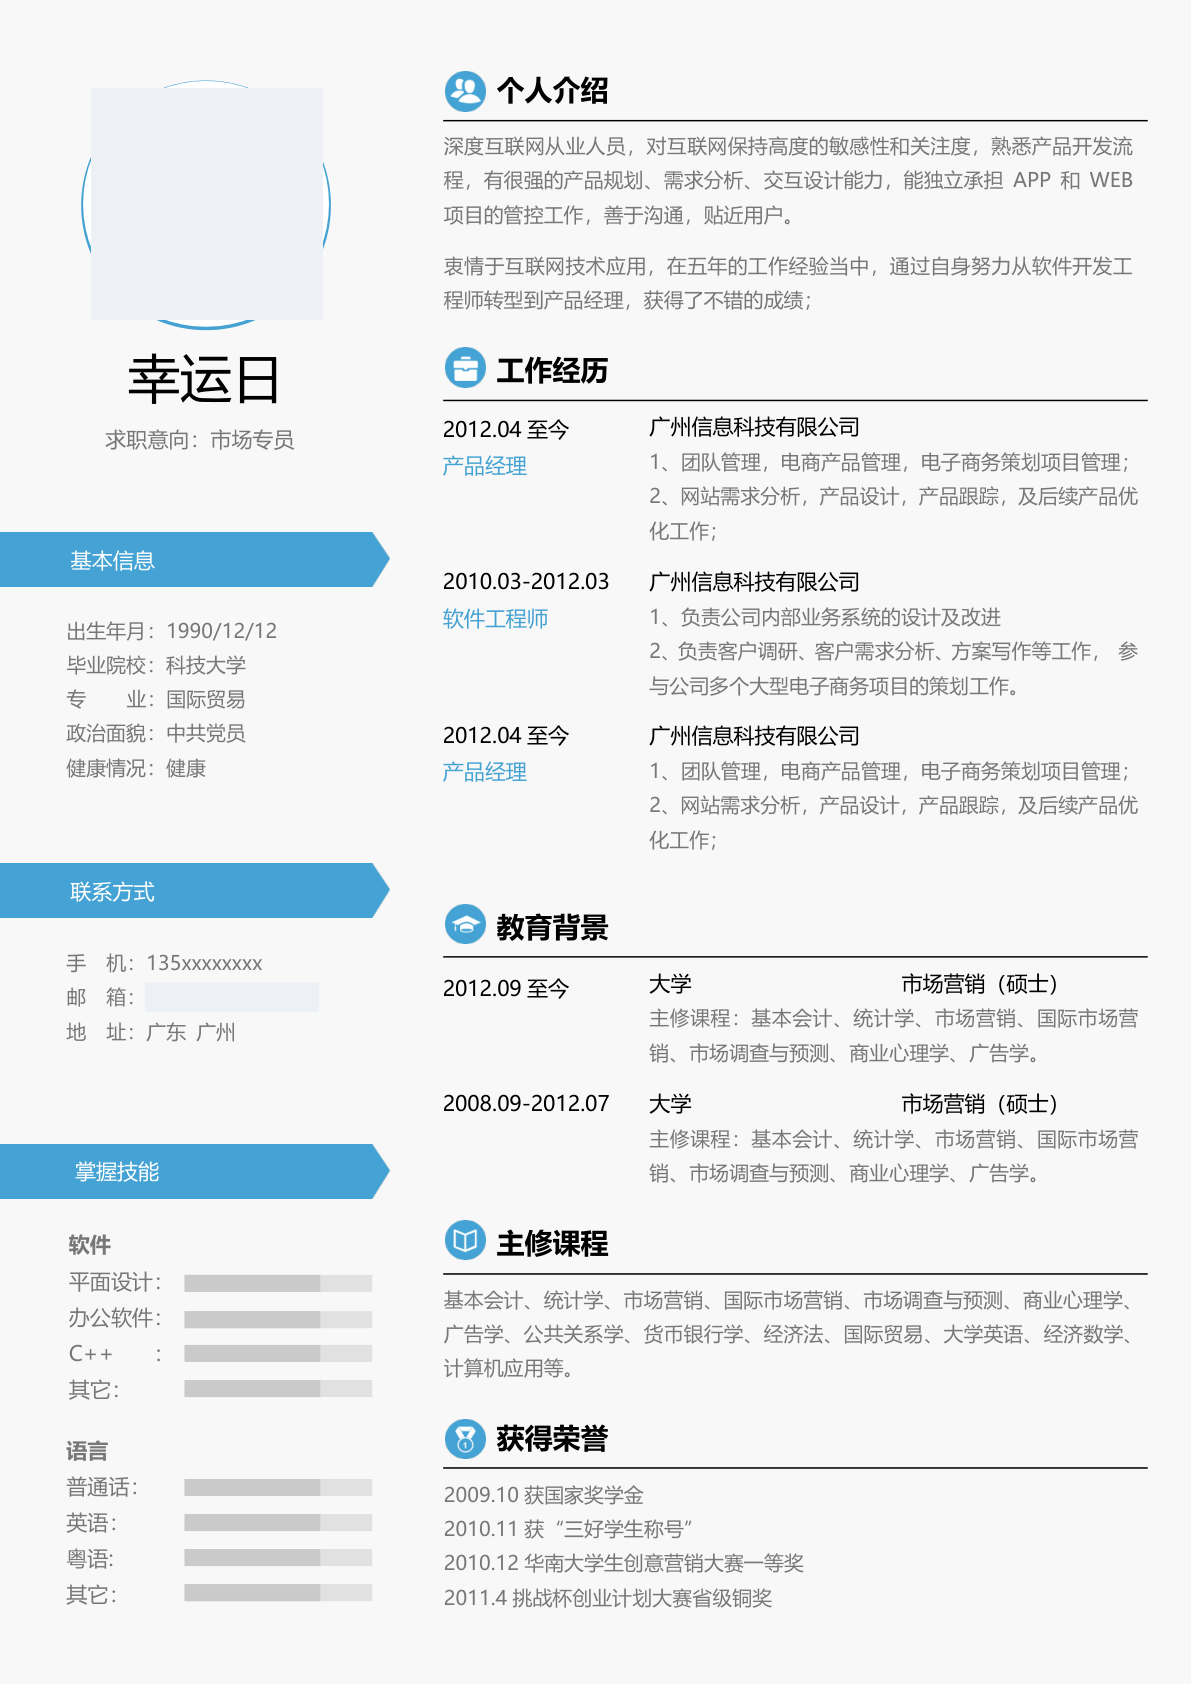 幸运日
求职意向：市场专员
基本信息
出生年月：1990/12/12
毕业院校：科技大学
专　　业：国际贸易
政治面貌：中共党员
健康情况：健康
联系方式
手　机：135xxxxxxxx
邮　箱：
地　址：广东 广州
掌握技能
软件
平面设计：
办公软件：
C++　　：
其它：
语言
普通话：
英语：
粤语:
其它：
个人介绍
深度互联网从业人员，对互联网保持高度的敏感性和关注度，熟悉产品开发流
程，有很强的产品规划、需求分析、交互设计能力，能独立承担 APP 和 WEB
项目的管控工作，善于沟通，贴近用户。
衷情于互联网技术应用，在五年的工作经验当中，通过自身努力从软件开发工
程师转型到产品经理，获得了不错的成绩；
工作经历
2012.04 至今　广州信息科技有限公司
产品经理　1、团队管理，电商产品管理，电子商务策划项目管理；
2、网站需求分析，产品设计，产品跟踪，及后续产品优
化工作；
2010.03-2012.03　广州信息科技有限公司
软件工程师　1、负责公司内部业务系统的设计及改进
2、负责客户调研、客户需求分析、方案写作等工作， 参
与公司多个大型电子商务项目的策划工作。
2012.04 至今　广州信息科技有限公司
产品经理　1、团队管理，电商产品管理，电子商务策划项目管理；
2、网站需求分析，产品设计，产品跟踪，及后续产品优
化工作；
教育背景
2012.09 至今　大学　市场营销（硕士）
主修课程：基本会计、统计学、市场营销、国际市场营
销、市场调查与预测、商业心理学、广告学。
2008.09-2012.07　大学　市场营销（硕士）
主修课程：基本会计、统计学、市场营销、国际市场营
销、市场调查与预测、商业心理学、广告学。
主修课程
基本会计、统计学、市场营销、国际市场营销、市场调查与预测、商业心理学、
广告学、公共关系学、货币银行学、经济法、国际贸易、大学英语、经济数学、
计算机应用等。
获得荣誉
2009.10 获国家奖学金
2010.11 获“三好学生称号”
2010.12 华南大学生创意营销大赛一等奖
2011.4 挑战杯创业计划大赛省级铜奖